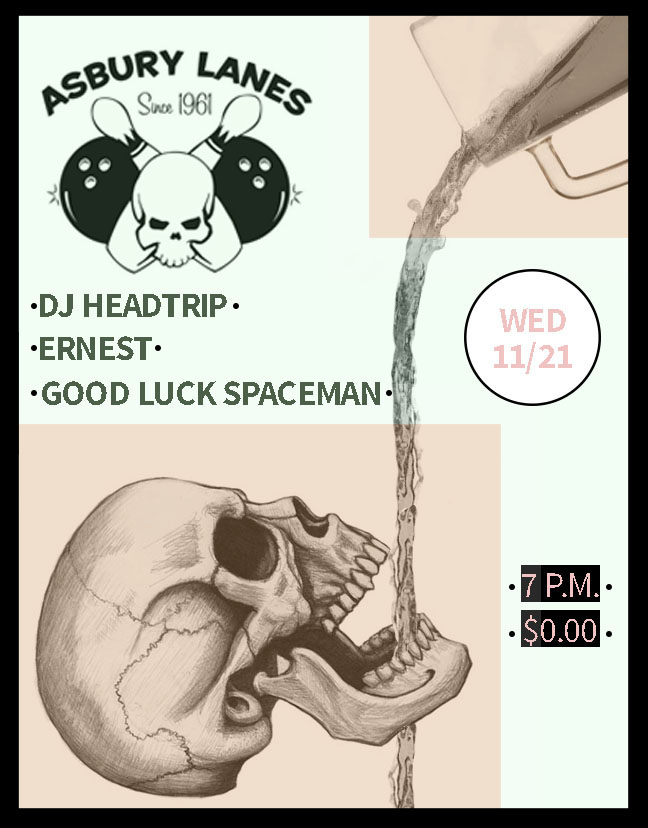 ASBURY LANES
Since 1961
•DJ HEADTRIP•
•ERNEST•
•GOOD LUCK SPACEMAN•
WED
11/21
•7 P.M.•
•$0.00•